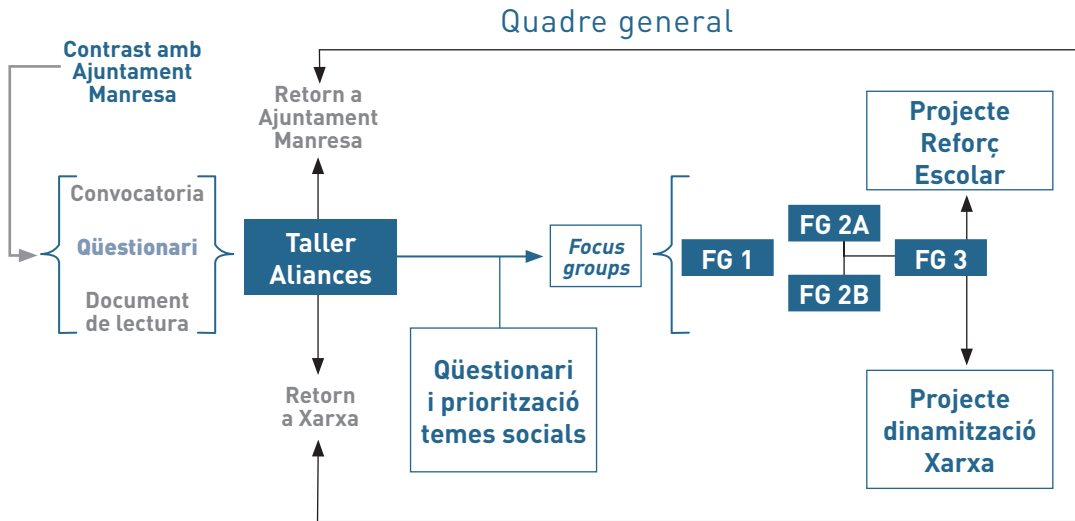 Quadre general
Contrast amb
Ajuntament
Manresa
Convocatoria
Qüestionari
Document
de lectura
Retorn a
Ajuntament
Manresa
Taller
Aliances
Retorn
a Xarxa
Qüestionari
i priorització
temes socials
Focus
groups
FG 1
FG 2A
FG 2B
FG 3
Projecte
Reforç
Escolar
Projecte
dinamització
Xarxa